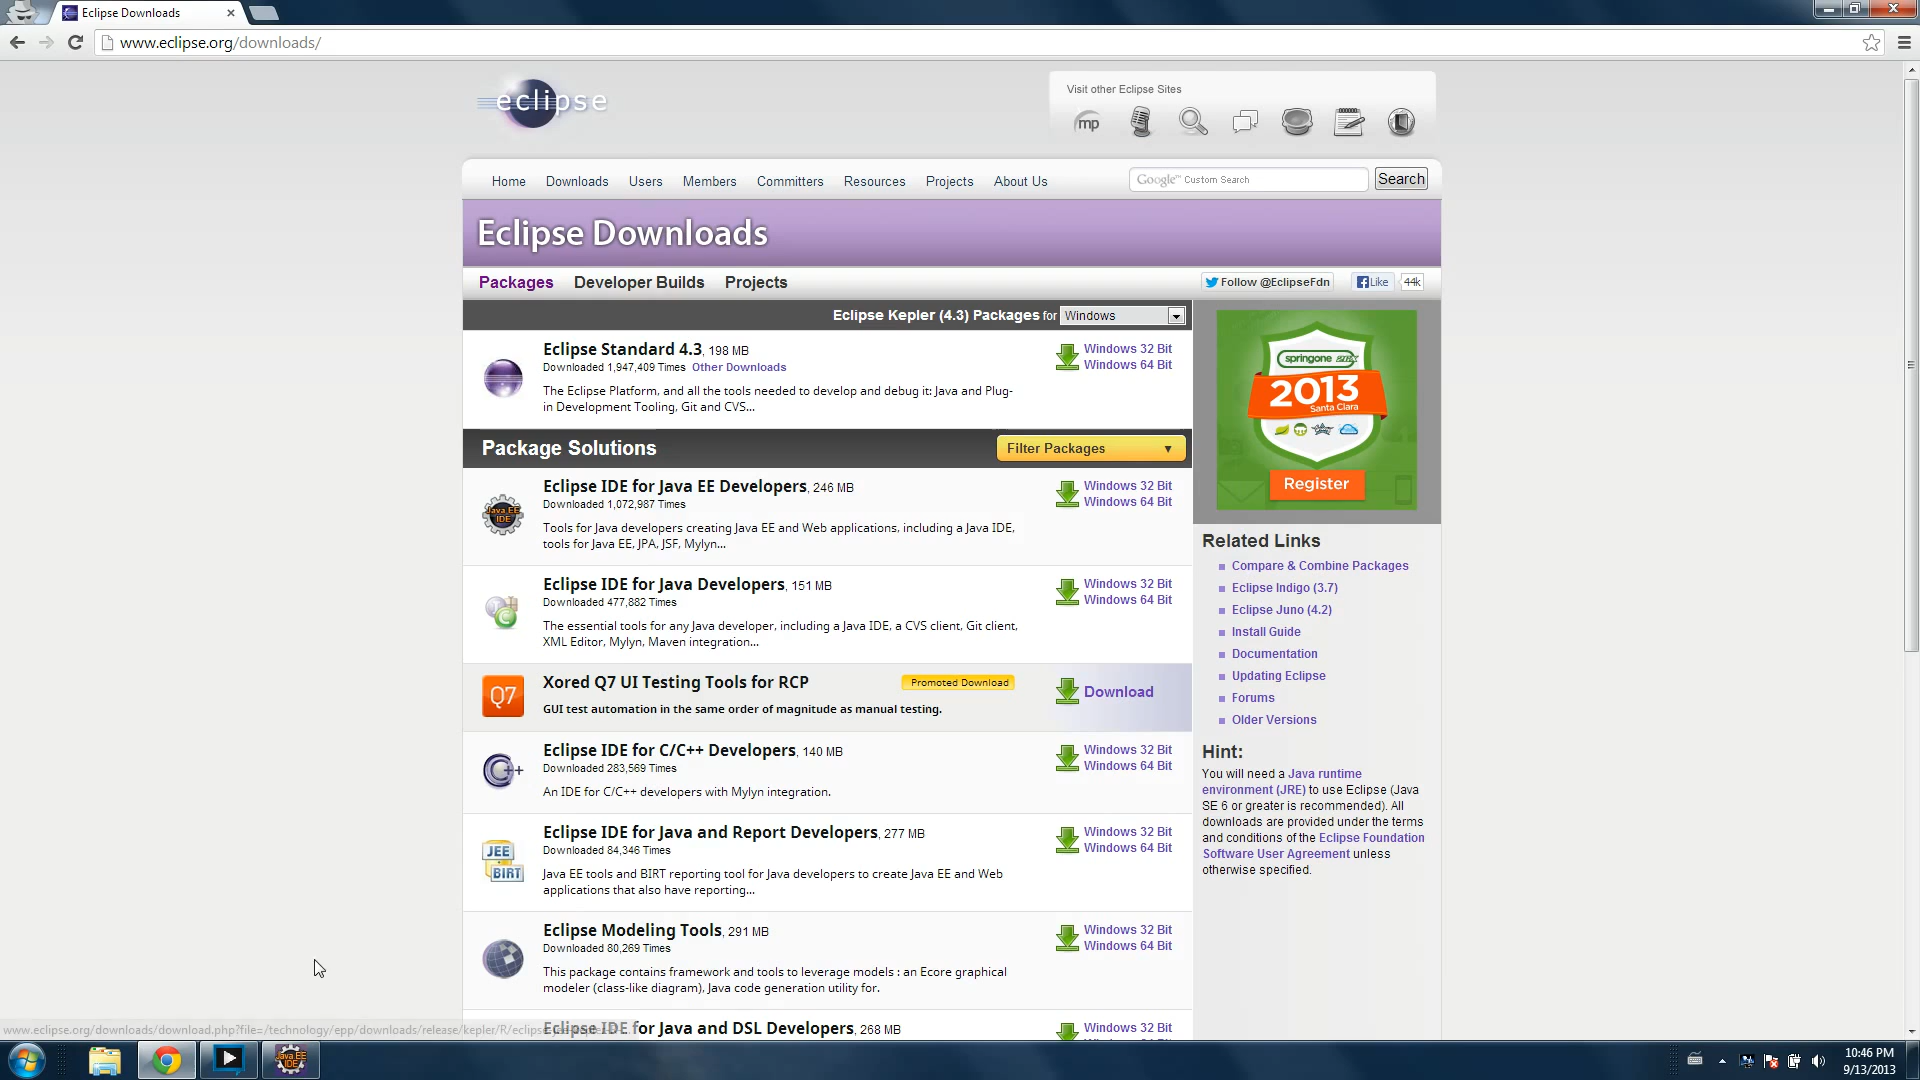 Eclipse Downloads
www.eclipse.org/downloads/
eclipse
Visit other Eclipse Sites
mp
Home Downloads Users Members Committers Resources Projects About Us
Google™ Custom Search
Search
Eclipse Downloads
Packages Developer Builds Projects
Follow @EclipseFdn
Like
44k
Eclipse Kepler (4.3) Packages for Windows
Eclipse Standard 4.3, 198 MB
Downloaded 1,947,409 Times Other Downloads
The Eclipse Platform, and all the tools needed to develop and debug it: Java and Plug-
in Development Tooling, Git and CVS...
Windows 32 Bit
Windows 64 Bit
Package Solutions
Filter Packages
Java EE
IDE
Eclipse IDE for Java EE Developers, 246 MB
Downloaded 1,072,987 Times
Tools for Java developers creating Java EE and Web applications, including a Java IDE,
tools for Java EE, JPA, JSF, Mylyn...
Windows 32 Bit
Windows 64 Bit
Eclipse IDE for Java Developers, 151 MB
Downloaded 477,882 Times
The essential tools for any Java developer, including a Java IDE, a CVS client, Git client,
XML Editor, Mylyn, Maven integration...
Windows 32 Bit
Windows 64 Bit
Q7
Xored Q7 UI Testing Tools for RCP
Promoted Download
GUI test automation in the same order of magnitude as manual testing.
Download
C++
Eclipse IDE for C/C++ Developers, 140 MB
Downloaded 283,569 Times
An IDE for C/C++ developers with Mylyn integration.
Windows 32 Bit
Windows 64 Bit
JEE
BIRT
Eclipse IDE for Java and Report Developers, 277 MB
Downloaded 84,346 Times
Java EE tools and BIRT reporting tool for Java developers to create Java EE and Web
applications that also have reporting...
Windows 32 Bit
Windows 64 Bit
Eclipse Modeling Tools, 291 MB
Downloaded 80,269 Times
This package contains framework and tools to leverage models : an Ecore graphical
modeler (class-like diagram), Java code generation utility for.
Windows 32 Bit
Windows 64 Bit
Eclipse IDE for Java and DSL Developers, 268 MB
Windows 32 Bit
springone
2013
Santa Clara
Register
Related Links
Compare & Combine Packages
Eclipse Indigo (3.7)
Eclipse Juno (4.2)
Install Guide
Documentation
Updating Eclipse
Forums
Older Versions
Hint:
You will need a Java runtime
environment (JRE) to use Eclipse (Java
SE 6 or greater is recommended). All
downloads are provided under the terms
and conditions of the Eclipse Foundation
Software User Agreement unless
otherwise specified.
www.eclipse.org/downloads/download.php?file=/technology/epp/downloads/release/kepler/R/eclipse
Java EE
IDE
10:46 PM
9/13/2013